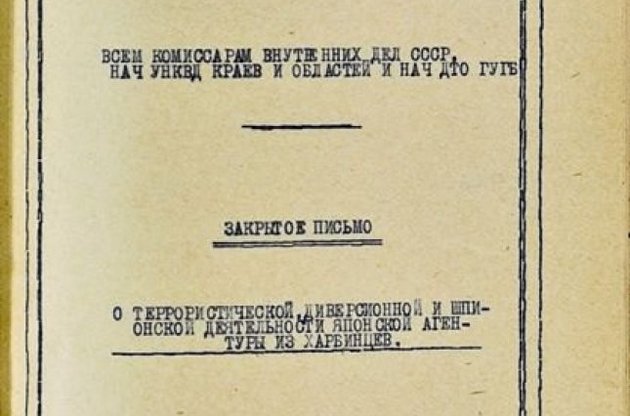 ВСЕМ КОМИССАРАМ ВНУТЕННИХ ДЕЛ СССР,
НАЧ УНКВД КРАЕВ И ОБЛАСТЕЙ И НАЧ ДТО ГУГБ
ЗАКРЫТОЕ ПИСЬМО
О ТЕРРОРИСТИЧЕСКОЙ, ДИВЕРСИОННОЙ И ШПИ-
ОНСКОЙ ДЕЯТЕЛЬНОСТИ ЯПОНСКОЙ АГЕН-
ТУРЫ ИЗ ХАРБИНЦЕВ.